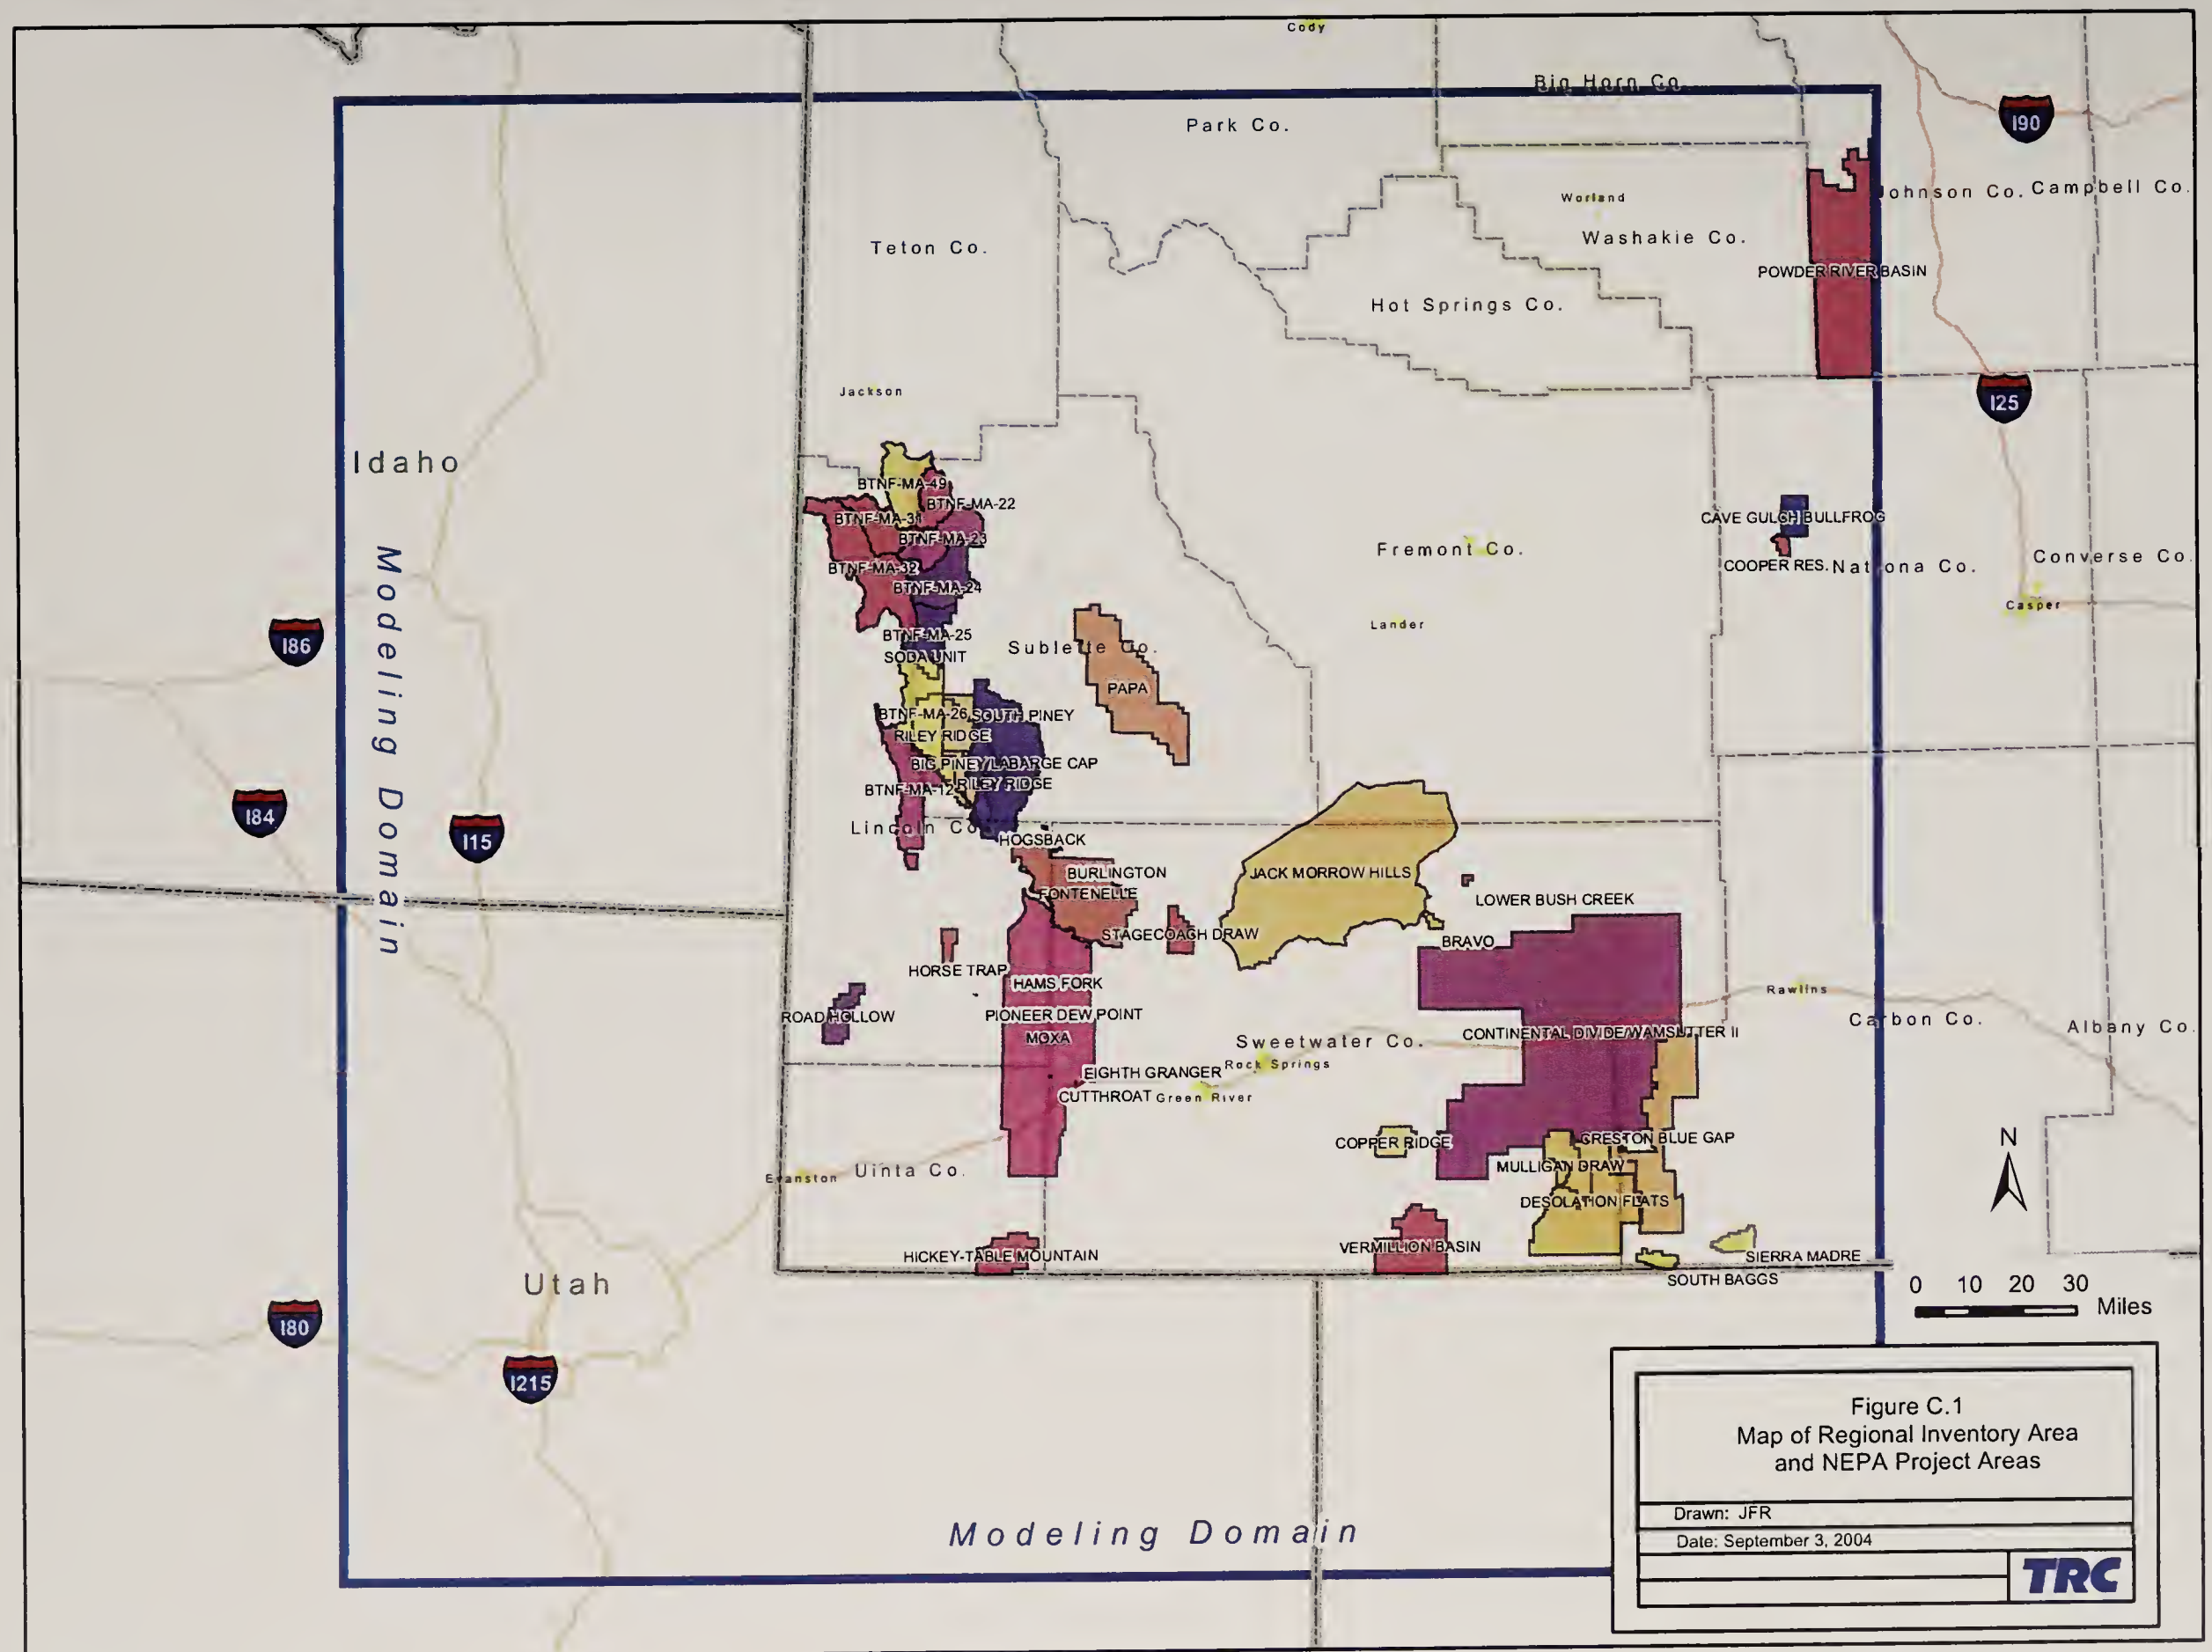 Cody
Big Horn Co.
Park Co.
190
Johnson Co.
Campbell Co.
Worland
Washakie Co.
Teton Co.
POWDER RIVER BASIN
Hot Springs Co.
Jackson
125
Idaho
BTNF-MA-49
BTNF-MA-22
BTNF-MA-31
BTNF-MA-23
CAVE GULCH BULLFROG
Fremont Co.
COOPER RES.
Natrona Co.
Converse Co.
BTNF-MA-32
BTNF-MA-24
Casper
Lander
BTNF-MA-25
186
SODA UNIT
Sublette Co.
PAPA
Modeling Domain
BTNF-MA-26
SOUTH PINEY
RILEY RIDGE
BIG PINEY/LABARGE CAP
RILEY RIDGE
BTNF-MA-12
184
115
Lincoln Co.
HOGSBACK
BURLINGTON
JACK MORROW HILLS
FONTENELLE
LOWER BUSH CREEK
STAGECOACH DRAW
BRAVO
HORSE TRAP
HAMS FORK
Rawlins
ROAD HOLLOW
PIONEER DEW POINT
Carbon Co.
Albany Co.
MOXA
Sweetwater Co.
CONTINENTAL DIVIDE/WAMSUTTER II
EIGHTH GRANGER
Rock Springs
CUTTHROAT
Green River
COPPER RIDGE
CRESTON BLUE GAP
N
MULLIGAN DRAW
Evanston
Uinta Co.
DESOLATION FLATS
HICKEY-TABLE MOUNTAIN
VERMILLION BASIN
SIERRA MADRE
SOUTH BAGGS
Utah
0 10 20 30
Miles
180
1215
Modeling Domain
Figure C.1
Map of Regional Inventory Area
and NEPA Project Areas
Drawn: JFR
Date: September 3, 2004
TRC